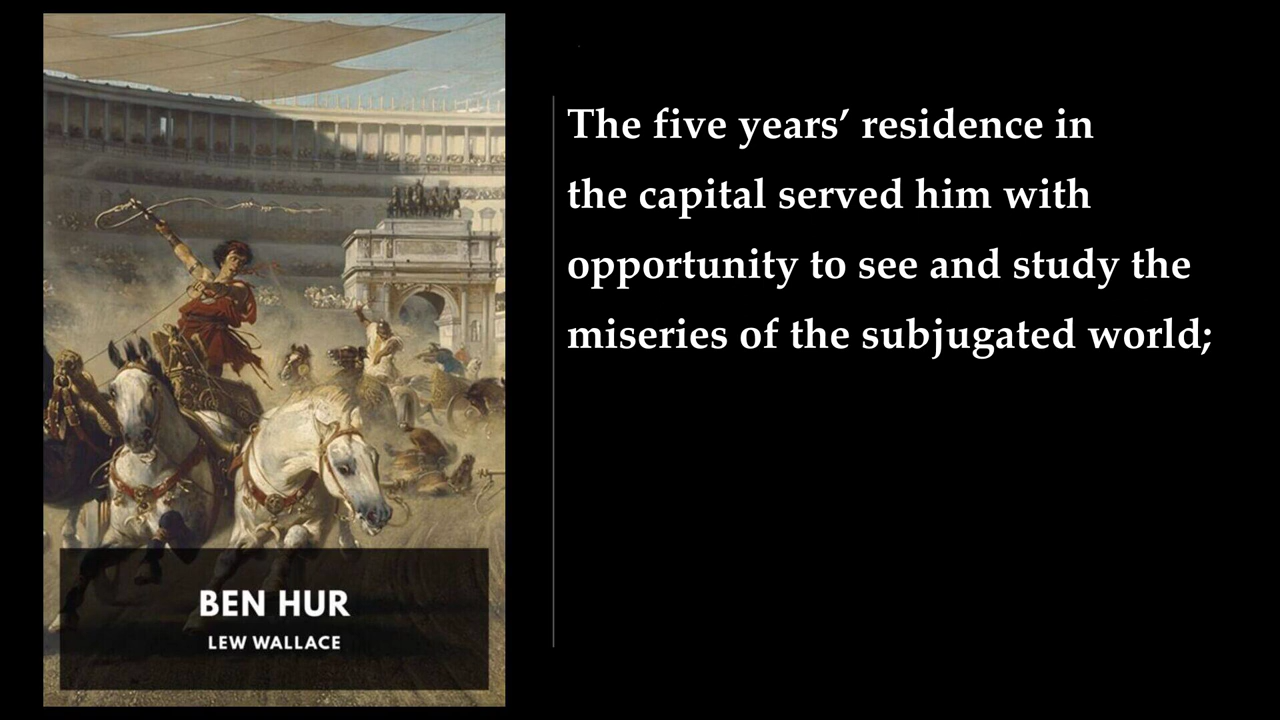 BEN HUR
LEW WALLACE
The five years’ residence in
the capital served him with
opportunity to see and study the
miseries of the subjugated world;